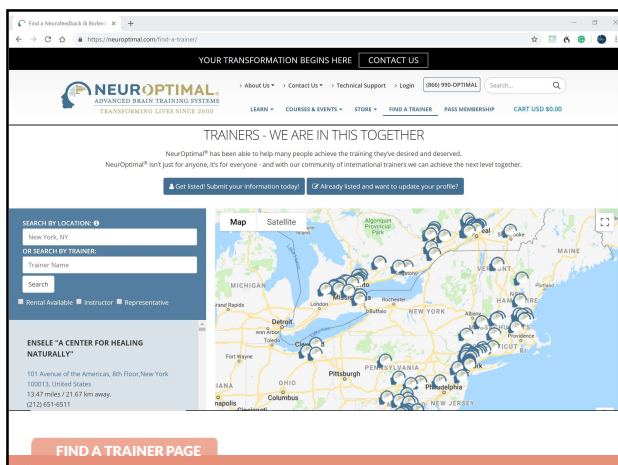 Find a Neurofeedback & Biofeed
https://neuroptimal.com/find-a-trainer/
YOUR TRANSFORMATION BEGINS HERE CONTACT US
NEUROPTIMAL®
ADVANCED BRAIN TRAINING SYSTEMS
TRANSFORMING LIVES SINCE 2000
About Us Contact Us Technical Support Login (866) 990-OPTIMAL Search...
LEARN COURSES & EVENTS STORE FIND A TRAINER PASS MEMBERSHIP CART USD $0.00
TRAINERS - WE ARE IN THIS TOGETHER
NeurOptimal® has been able to help many people achieve the training they've desired and deserved.
NeurOptimal® isn't just for anyone, it's for everyone - and with our community of international trainers we can achieve the next level together.
Get listed! Submit your information today! Already listed and want to update your profile?
SEARCH BY LOCATION:
New York, NY
OR SEARCH BY TRAINER:
Trainer Name
Search
Rental Available Instructor Representative
ENSELE "A CENTER FOR HEALING
NATURALLY"
101 Avenue of the Americas, 8th Floor,New York
100013, United States
13.47 miles / 21.67 km away.
(212) 651-6511
Map Satellite
Algonquin
Provincial
Park
MAINE
Kingston
Portland
MICHIGAN
London
Rochester
Buffalo
NEW YORK
Albany
Grand Rapids
Detroit
Ann Arbor
Toledo
Providence
Fort Wayne
PENNSYLVANIA
Pittsburgh
OHIO
Columbus
Philadelphia
NEW JERSEY
FIND A TRAINER PAGE